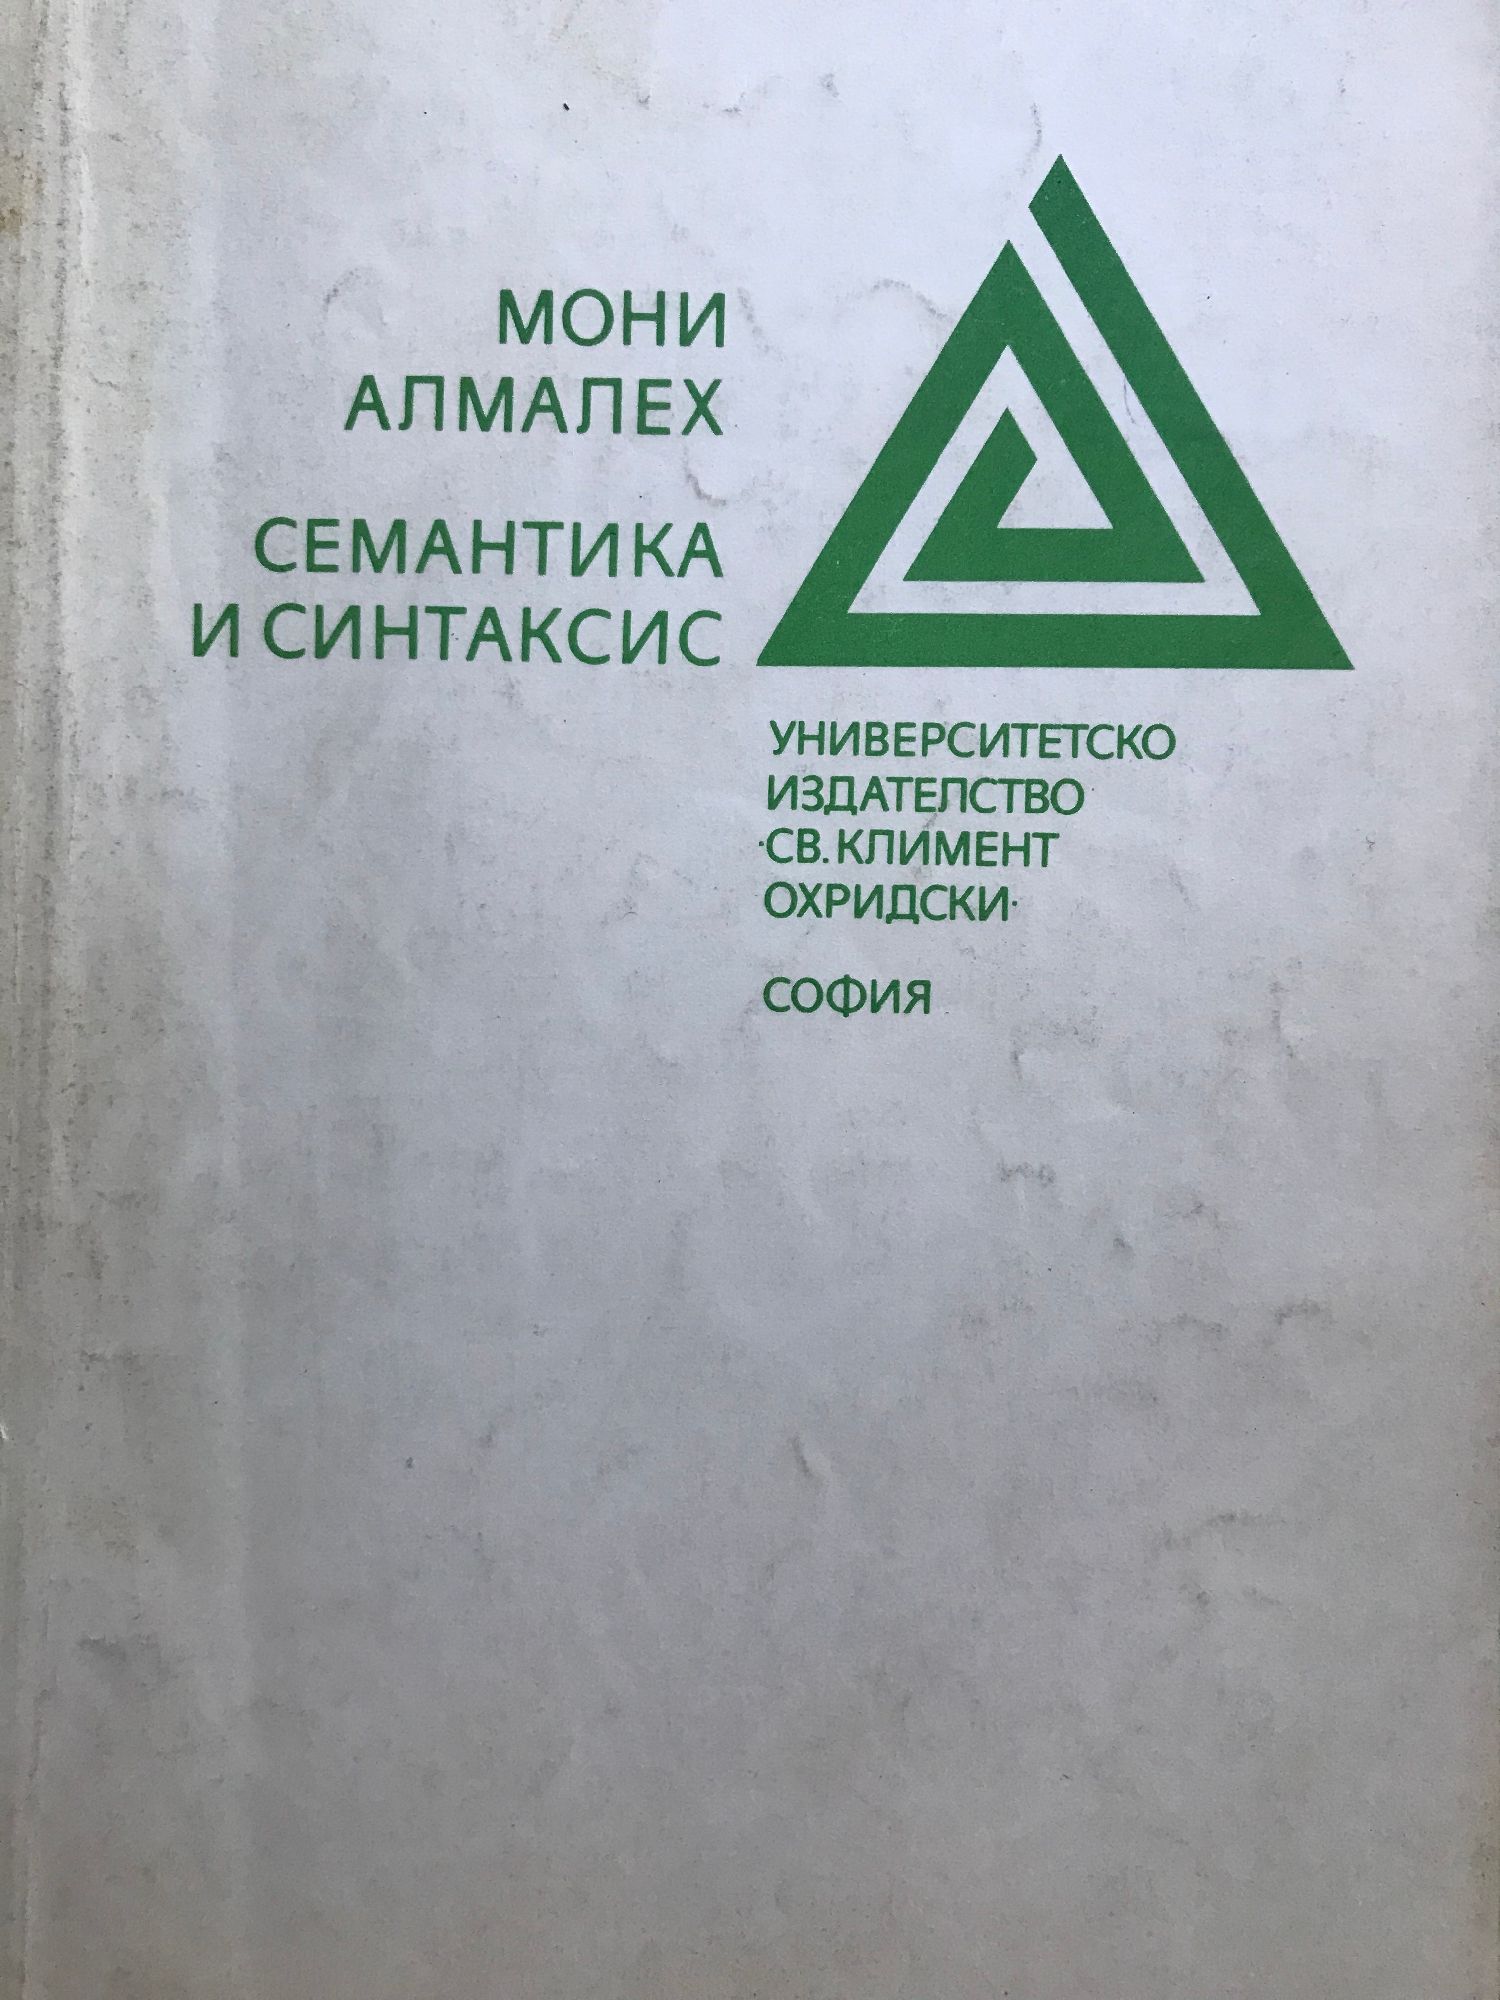 МОНИ
АЛМАЛЕХ
СЕМАНТИКА
И СИНТАКСИС
УНИВЕРСИТЕТСКО
ИЗДАТЕЛСТВО
·СВ. КЛИМЕНТ
ОХРИДСКИ·
СОФИЯ